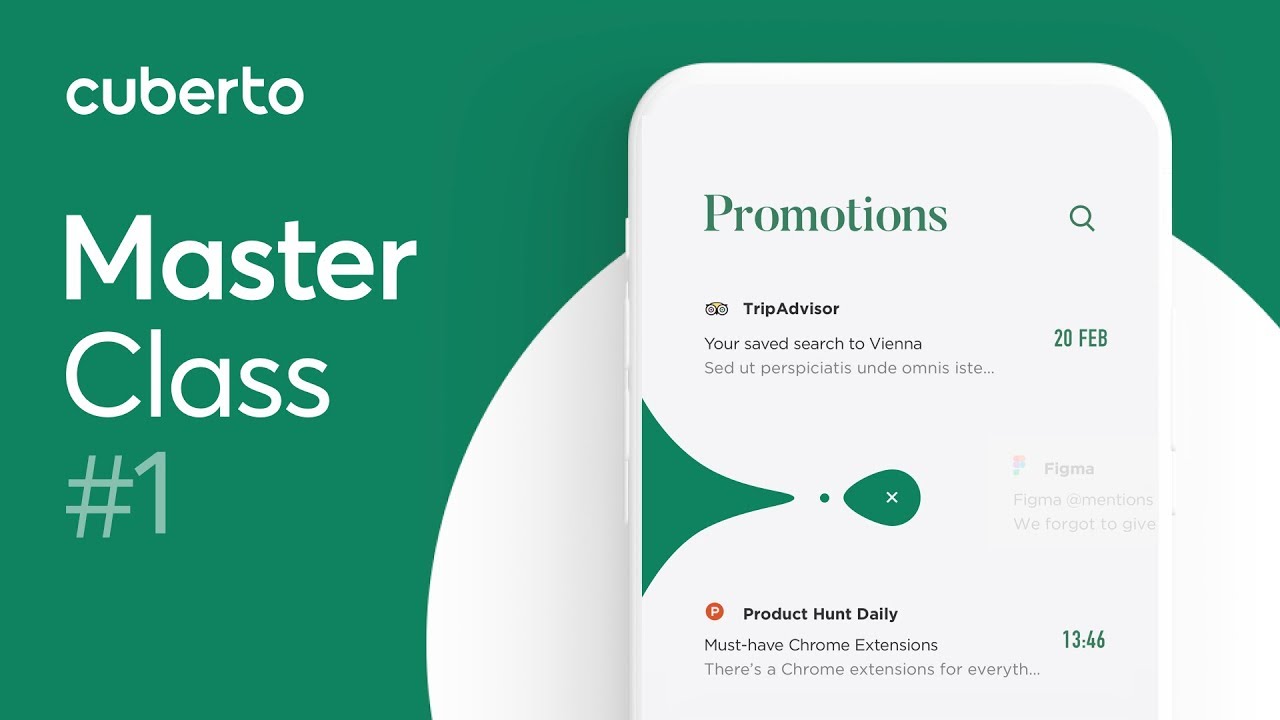 cuberto
Master
Class
#1
Promotions
TripAdvisor
Your saved search to Vienna
Sed ut perspiciatis unde omnis iste...
20 FEB
Figma
Figma @mentions
We forgot to give
P
Product Hunt Daily
Must-have Chrome Extensions
There's a Chrome extensions for everyth...
13:46